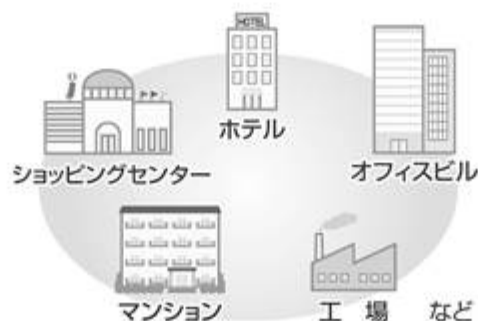 HOTEL
ホテル
ショッピングセンター
オフィスビル
マンション
工場 など